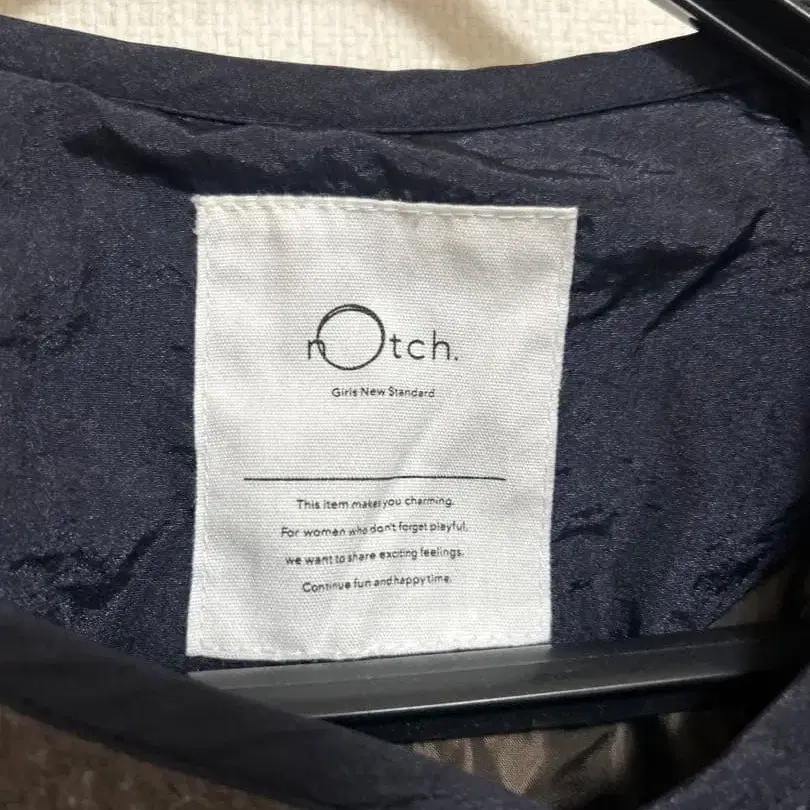 nOtch.
Girls New Standard
This item makes you charming.
For woman who don't forget playful,
we want to share exciting feelings.
Continue fun and happy time.